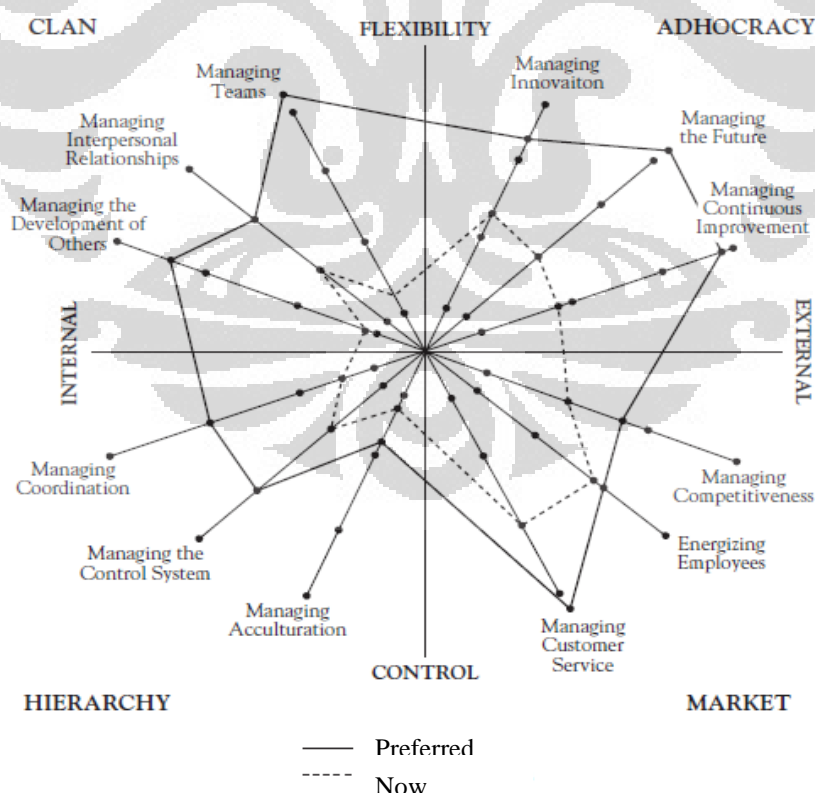 CLAN
FLEXIBILITY
ADHOCRACY
Managing
Teams
Managing
Innovaiton
Managing
Interpersonal
Relationships
Managing
the Future
Managing the
Development of
Others
Managing
Continuous
Improvement
INTERNAL
EXTERNAL
Managing
Coordination
Managing
Competitiveness
Managing the
Control System
Energizing
Employees
Managing
Acculturation
Managing
Customer
Service
CONTROL
HIERARCHY
MARKET
Preferred
Now